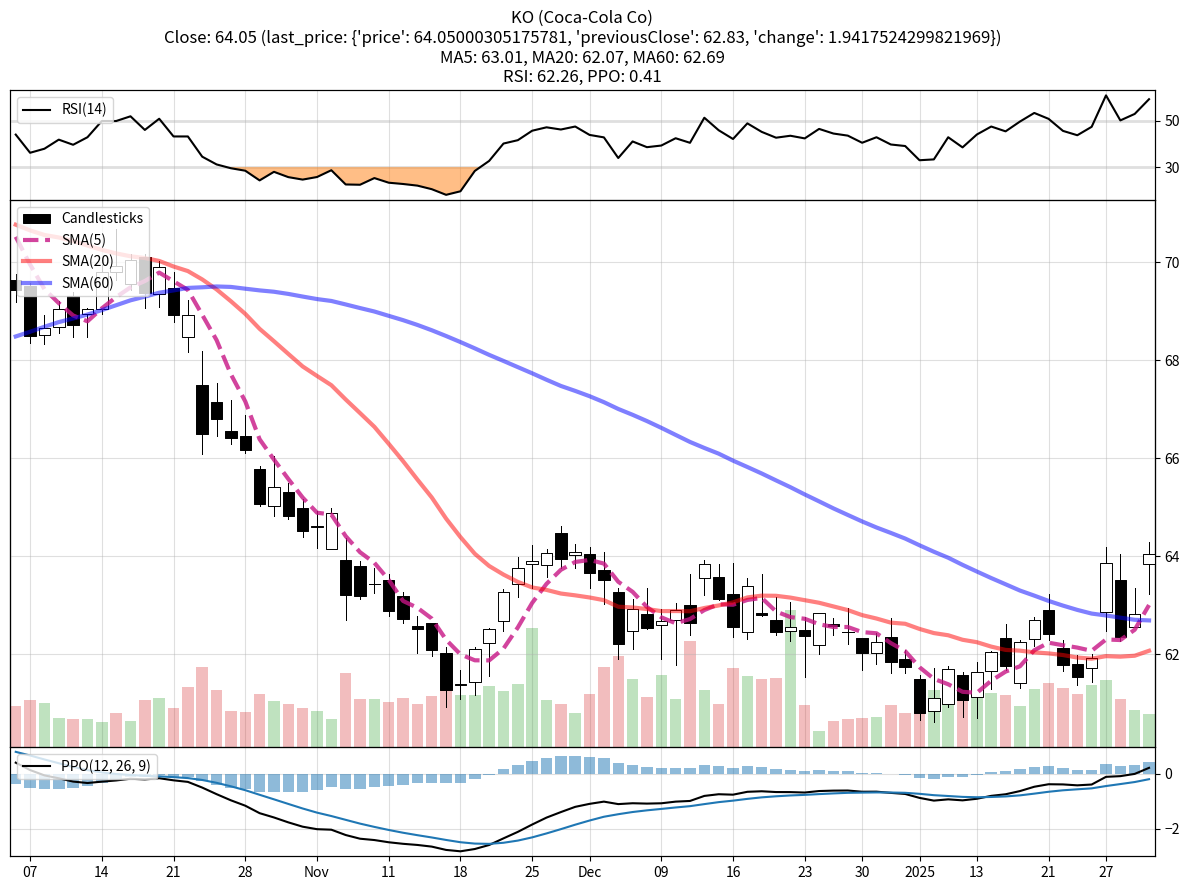 KO (Coca-Cola Co)
Close: 64.05 (last_price: {'price': 64.05000305175781, 'previousClose': 62.83, 'change': 1.9417524299821969})
MA5: 63.01, MA20: 62.07, MA60: 62.69
RSI: 62.26, PPO: 0.41
RSI(14)
50
30
Candlesticks
SMA(5)
SMA(20)
SMA(60)
70
68
66
64
62
PPO(12, 26, 9)
0
−2
07 14 21 28 Nov 11 18 25 Dec 09 16 23 30 2025 13 21 27